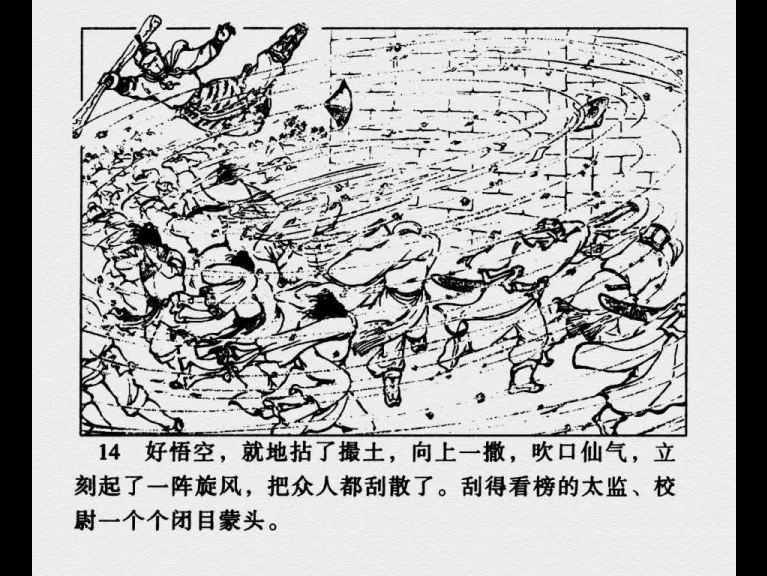 14 好悟空，就地拈了撮土，向上一撒，吹口仙气，立
刻起了一阵旋风，把众人都刮散了。刮得看榜的太监、校
尉一个个闭目蒙头。